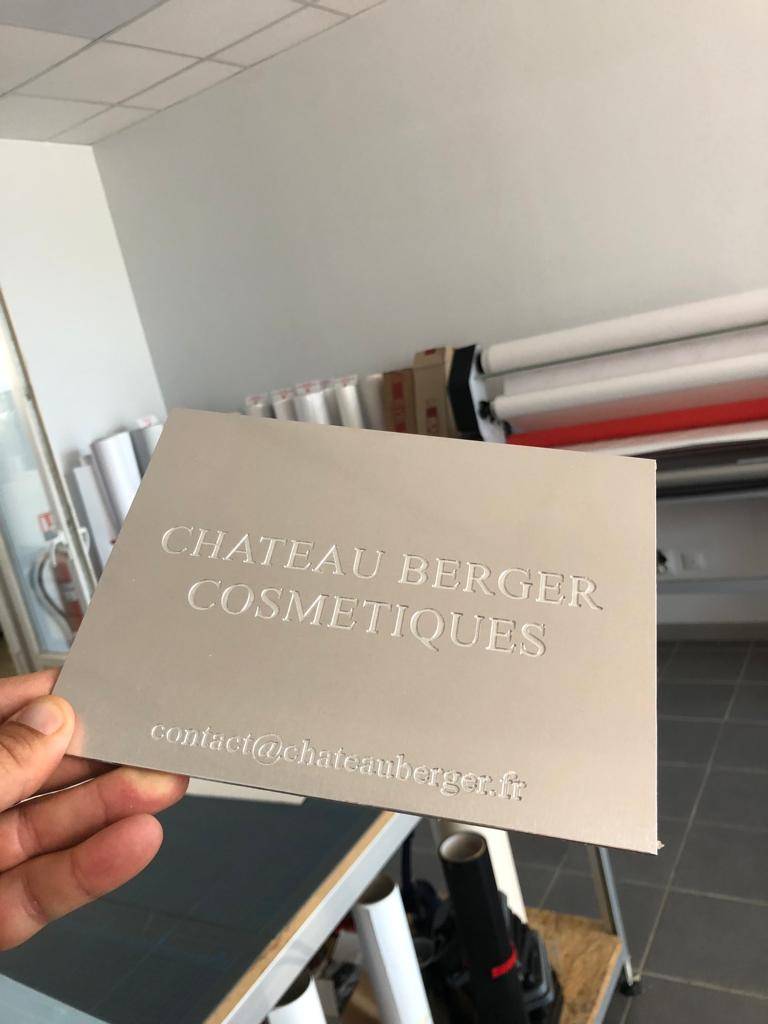 CHATEAU BERGER
COSMETIQUES
contact@chateauberger.fr